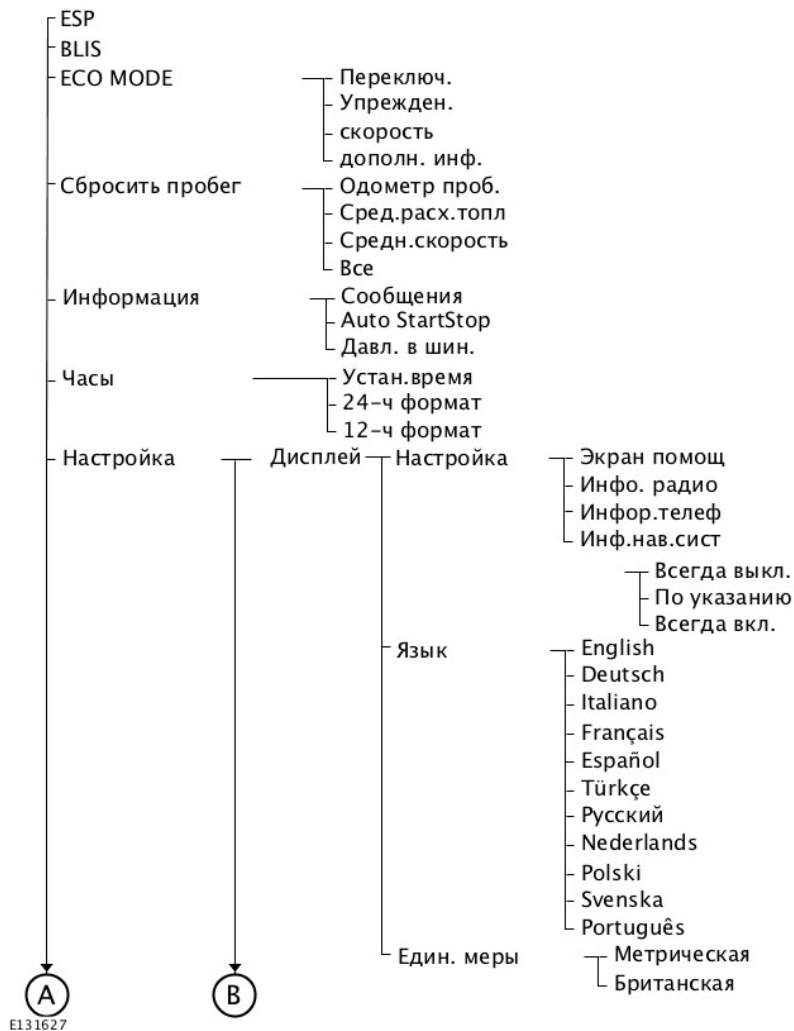 ESP
BLIS
ECO MODE
Переключ.
Упрежден.
скорость
дополн. инф.
Сбросить пробег
Одометр проб.
Сред.расх.топл
Средн.скорость
Все
Информация
Сообщения
Auto StartStop
Давл. в шин.
Часы
Устан.время
24-ч формат
12-ч формат
Настройка
Дисплей
Настройка
Экран помощ
Инфо. радио
Инфор.телеф
Инф.нав.сист
Всегда выкл.
По указанию
Всегда вкл.
Язык
English
Deutsch
Italiano
Français
Español
Türkçe
Русский
Nederlands
Polski
Svenska
Português
Един. меры
Метрическая
Британская
A
B
E131627